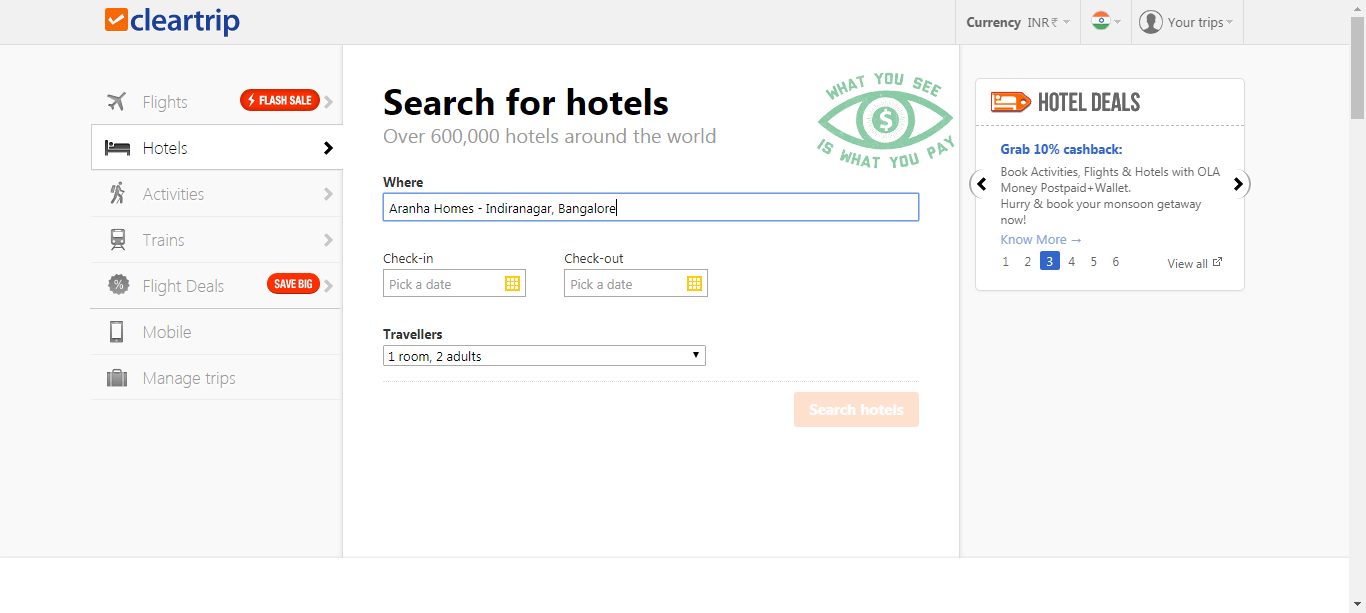 cleartrip
Currency INR₹
Your trips
Flights
FLASH SALE
Hotels
Activities
Trains
Flight Deals
SAVE BIG
Mobile
Manage trips
Search for hotels
Over 600,000 hotels around the world
WHAT YOU SEE
$
IS WHAT YOU PAY
Where
Aranha Homes - Indiranagar, Bangalore
Check-in
Check-out
Pick a date
Pick a date
Travellers
1 room, 2 adults
Search hotels
HOTEL DEALS
Grab 10% cashback:
Book Activities, Flights & Hotels with OLA
Money Postpaid+Wallet.
Hurry & book your monsoon getaway
now!
Know More →
1 2 3 4 5 6
View all